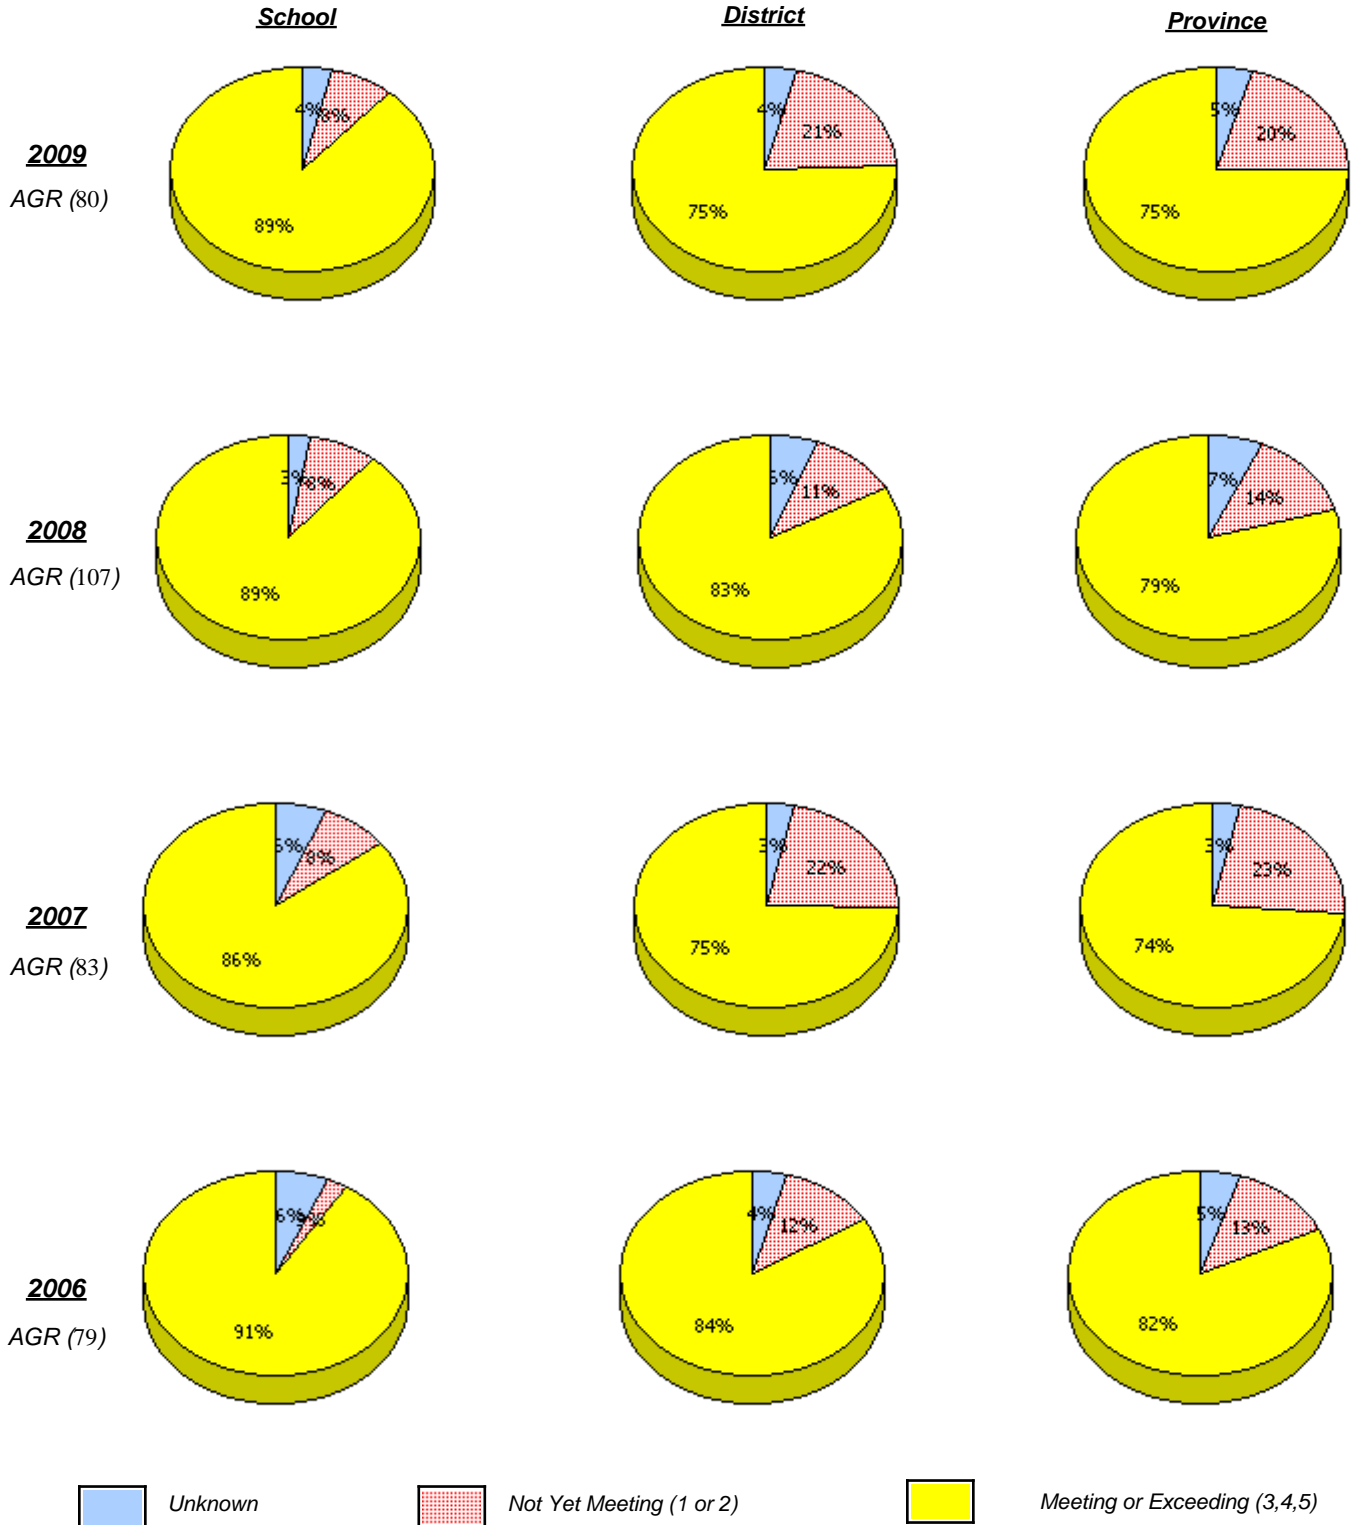 School District Province
2009
AGR (80)
4% 8% 89%
4% 21% 75%
5% 20% 75%
2008
AGR (107)
3% 8% 89%
11% 83%
7% 14% 79%
2007
AGR (83)
8% 86%
3% 22% 75%
3% 23% 74%
2006
AGR (79)
6% 91%
4% 12% 84%
5% 13% 82%
Unknown Not Yet Meeting (1 or 2) Meeting or Exceeding (3,4,5)